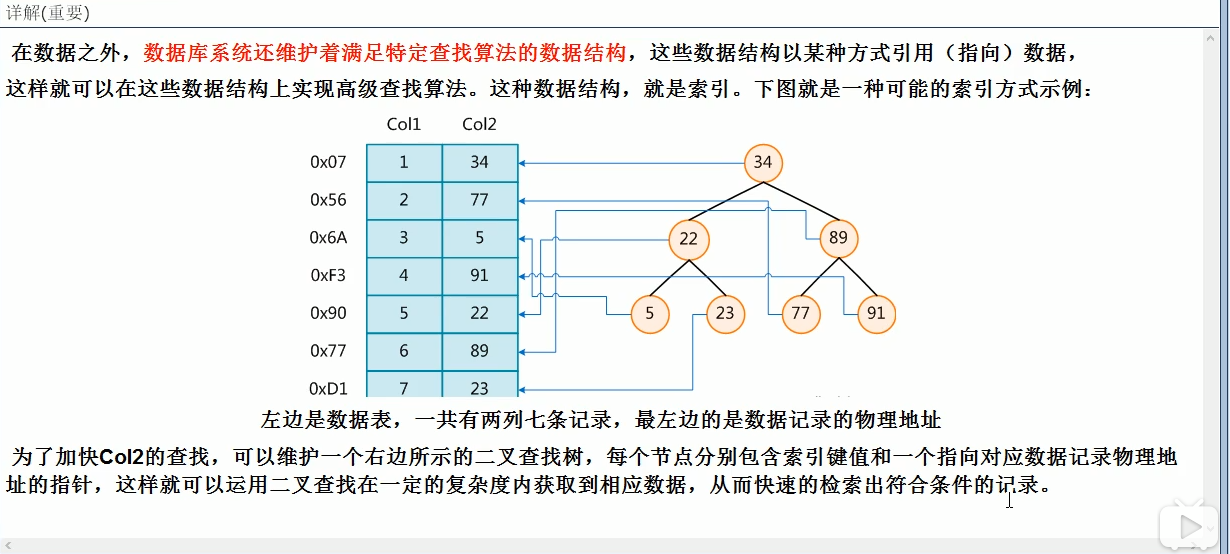 详解(重要)
在数据之外，数据库系统还维护着满足特定查找算法的数据结构，这些数据结构以某种方式引用（指向）数据，
这样就可以在这些数据结构上实现高级查找算法。这种数据结构，就是索引。下图就是一种可能的索引方式示例：
Col1 Col2
0x07 1 34 34
0x56 2 77
0x6A 3 5 22 89
0xF3 4 91
0x90 5 22 5 23 77 91
0x77 6 89
0xD1 7 23
左边是数据表，一共有两列七条记录，最左边的是数据记录的物理地址
为了加快Col2的查找，可以维护一个右边所示的二叉查找树，每个节点分别包含索引键值和一个指向对应数据记录物理地
址的指针，这样就可以运用二叉查找在一定的复杂度内获取到相应数据，从而快速的检索出符合条件的记录。